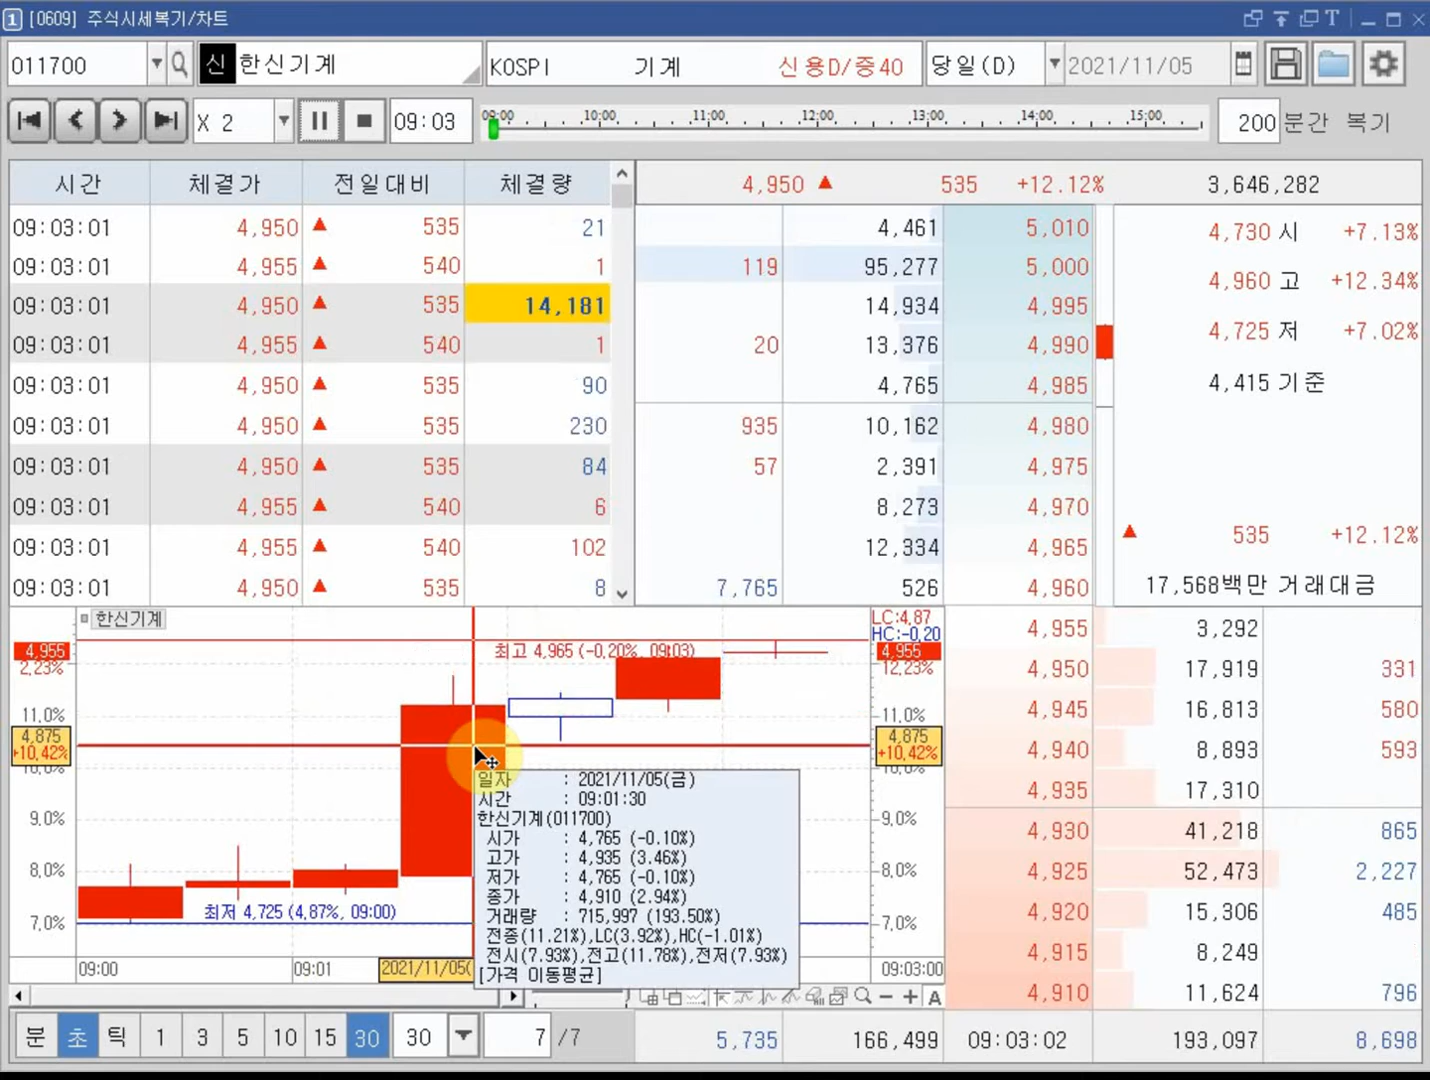 1 [0609] 주식시세복기/차트
T
011700 신 한신기계 KOSPI 기계 신용D/증40 당일(D) 2021/11/05
X 2 09:03 09:00 10:00 11:00 12:00 13:00 14:00 15:00 200 분간 복기
시간 체결가 전일대비 체결량 4,950 ▲ 535 +12.12% 3,646,282
09:03:01 4,950 ▲ 535 21 4,461 5,010 4,730 시 +7.13%
09:03:01 4,955 ▲ 540 1 119 95,277 5,000 4,960 고 +12.34%
09:03:01 4,950 ▲ 535 14,181 14,934 4,995
09:03:01 4,955 ▲ 540 1 20 13,376 4,990 4,725 저 +7.02%
09:03:01 4,950 ▲ 535 90 4,765 4,985 4,415 기준
09:03:01 4,950 ▲ 535 230 935 10,162 4,980
09:03:01 4,950 ▲ 535 84 57 2,391 4,975
09:03:01 4,955 ▲ 540 6 8,273 4,970
09:03:01 4,955 ▲ 540 102 12,334 4,965 ▲ 535 +12.12%
09:03:01 4,950 ▲ 535 8 7,765 526 4,960 17,568백만 거래대금
한신기계
LC:4,87
HC:-0,20
4,955
2,23%
최고 4,965 (-0,20%, 09:03)
4,955
12,23%
11,0% 11,0%
4,875
+10,42%
4,875
+10,42%
10,0% 10,0%
9,0% 9,0%
8,0% 8,0%
7,0% 7,0%
최저 4,725 (4,87%, 09:00)
일자 : 2021/11/05(금)
시간 : 09:01:30
한신기계(011700)
시가 : 4,765 (-0,10%)
고가 : 4,935 (3,46%)
저가 : 4,765 (-0,10%)
종가 : 4,910 (2,94%)
거래량 : 715,997 (193,50%)
전종(11,21%),LC(3,92%),HC(-1,01%)
전시(7,93%),전고(11,78%),전저(7,93%)
[가격 이동평균]
09:00 09:01 2021/11/05( 09:03:00
A
4,955 3,292
4,950 17,919 331
4,945 16,813 580
4,940 8,893 593
4,935 17,310
4,930 41,218 865
4,925 52,473 2,227
4,920 15,306 485
4,915 8,249
4,910 11,624 796
분 초 틱 1 3 5 10 15 30 30 7 /7 5,735 166,499 09:03:02 193,097 8,698